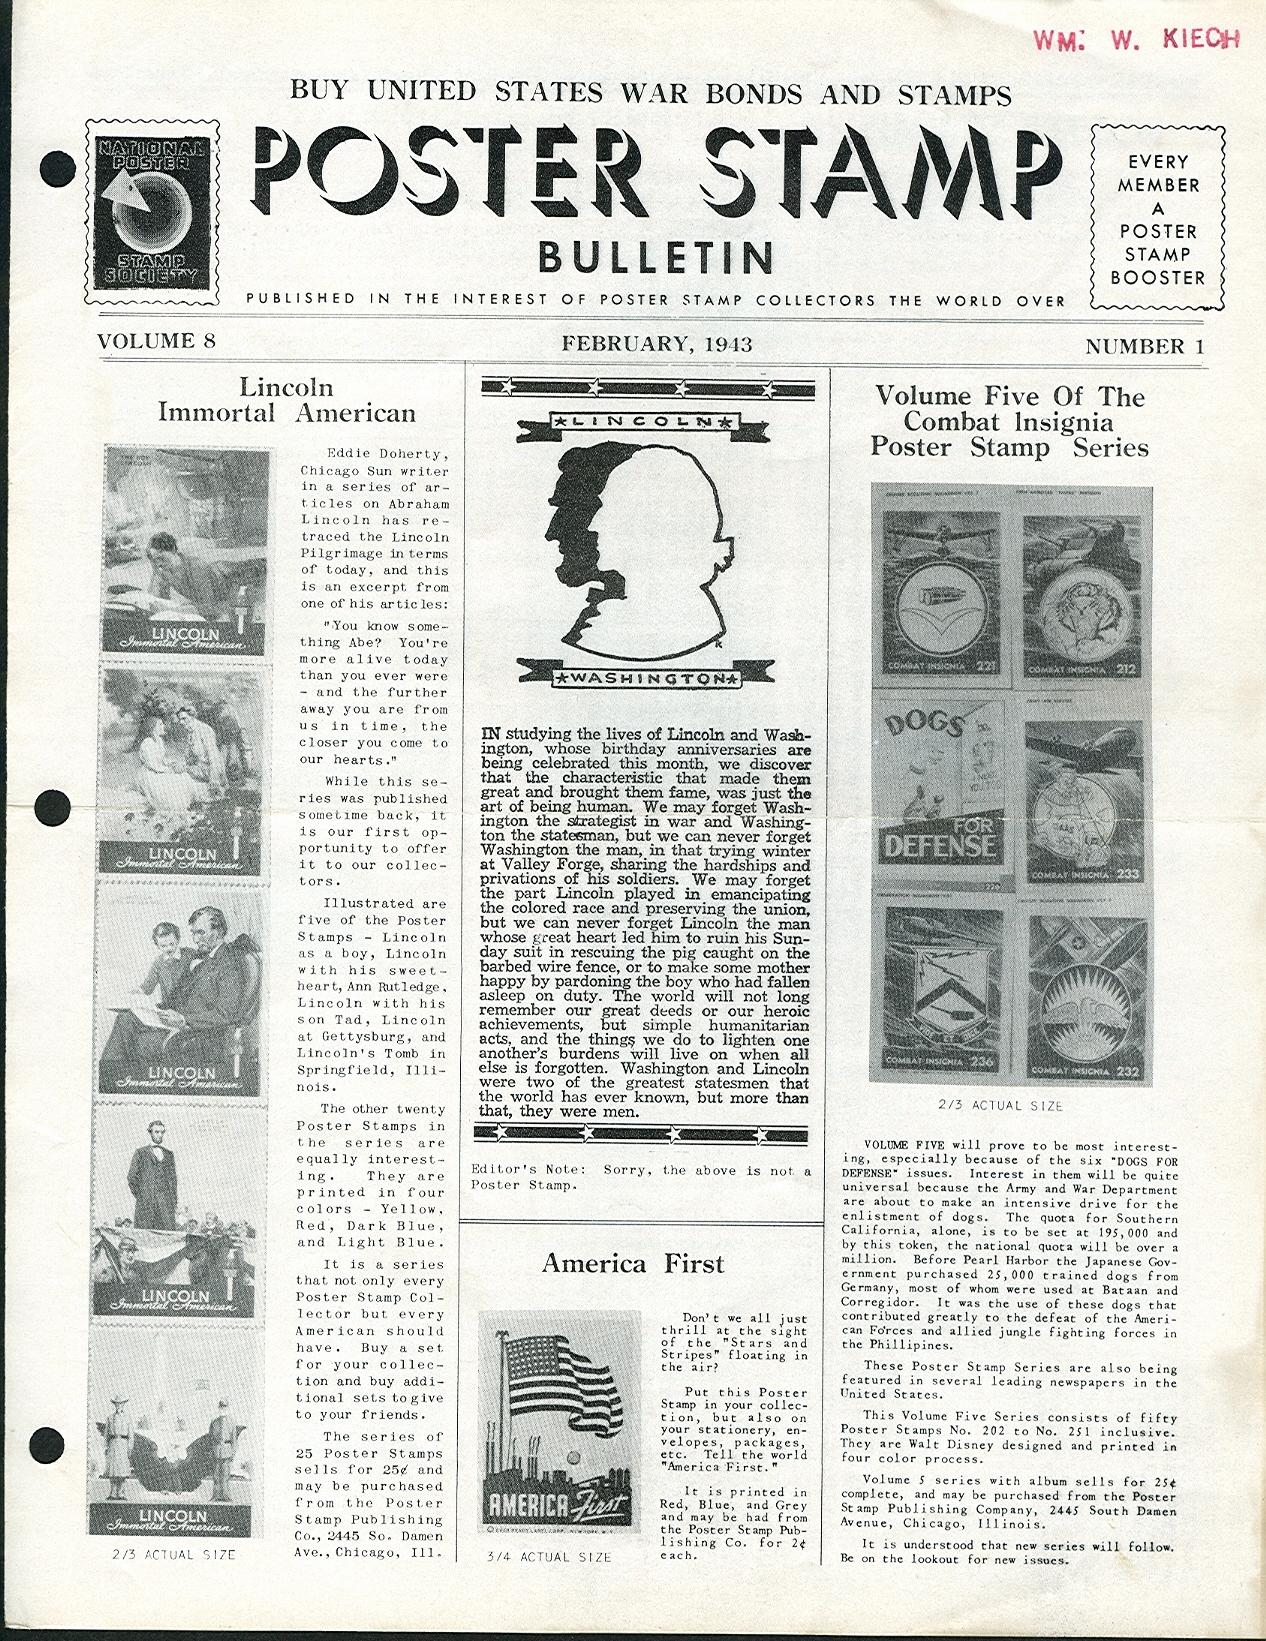 WM. W. KIECH
BUY UNITED STATES WAR BONDS AND STAMPS
NATIONAL
POSTER
STAMP
SOCIETY
POSTER STAMP
BULLETIN
PUBLISHED IN THE INTEREST OF POSTER STAMP COLLECTORS THE WORLD OVER
EVERY
MEMBER
A
POSTER
STAMP
BOOSTER
VOLUME 8
FEBRUARY, 1943
NUMBER 1
Lincoln
Immortal American
LINCOLN
Immortal American
LINCOLN
Immortal American
LINCOLN
Immortal American
LINCOLN
Immortal American
LINCOLN
Immortal American
2/3 ACTUAL SIZE
Eddie Doherty,
Chicago Sun writer
in a series of ar-
ticles on Abraham
Lincoln has re-
traced the Lincoln
Pilgrimage in terms
of today, and this
is an excerpt from
one of his articles:
"You know some-
thing Abe? You're
more alive today
than you ever were
- and the further
away you are from
us in time, the
closer you come to
our hearts."
While this se-
ries was published
sometime back, it
is our first op-
portunity to offer
it to our collec-
tors.
Illustrated are
five of the Poster
Stamps - Lincoln
as a boy, Lincoln
with his sweet-
heart, Ann Rutledge,
Lincoln with his
son Tad, Lincoln
at Gettysburg, and
Lincoln's Tomb in
Springfield, Illi-
nois.
The other twenty
Poster Stamps in
the series are
equally interest-
ing. They are
printed in four
colors - Yellow,
Red, Dark Blue,
and Light Blue.
It is a series
that not only every
Poster Stamp Col-
lector but every
American should
have. Buy a set
for your collec-
tion and buy addi-
tional sets to give
to your friends.
The series of
25 Poster Stamps
sells for 25¢ and
may be purchased
from the Poster
Stamp Publishing
Co., 2445 So. Damen
Ave., Chicago, Ill.
★LINCOLN★
K
★WASHINGTON★
IN studying the lives of Lincoln and Wash-
ington, whose birthday anniversaries are
being celebrated this month, we discover
that the characteristic that made them
great and brought them fame, was just the
art of being human. We may forget Wash-
ington the strategist in war and Washing-
ton the statesman, but we can never forget
Washington the man, in that trying winter
at Valley Forge, sharing the hardships and
privations of his soldiers. We may forget
the part Lincoln played in emancipating
the colored race and preserving the union,
but we can never forget Lincoln the man
whose great heart led him to ruin his Sun-
day suit in rescuing the pig caught on the
barbed wire fence, or to make some mother
happy by pardoning the boy who had fallen
asleep on duty. The world will not long
remember our great deeds or our heroic
achievements, but simple humanitarian
acts, and the things we do to lighten one
another's burdens will live on when all
else is forgotten. Washington and Lincoln
were two of the greatest statesmen that
the world has ever known, but more than
that, they were men.
Editor's Note: Sorry, the above is not a
Poster Stamp.
America First
AMERICA First
3/4 ACTUAL SIZE
Don't we all just
thrill at the sight
of the "Stars and
Stripes" floating in
the air?
Put this Poster
Stamp in your collec-
tion, but also on
your stationery, en-
velopes, packages,
etc. Tell the world
"America First."
It is printed in
Red, Blue, and Grey
and may be had from
the Poster Stamp Pub-
lishing Co. for 2¢
each.
Volume Five Of The
Combat Insignia
Poster Stamp Series
COMBAT INSIGNIA 221
COMBAT INSIGNIA 212
DOGS
FOR
DEFENSE
COMBAT INSIGNIA 233
COMBAT INSIGNIA 236
COMBAT INSIGNIA 232
2/3 ACTUAL SIZE
VOLUME FIVE will prove to be most interest-
ing, especially because of the six "DOGS FOR
DEFENSE" issues. Interest in them will be quite
universal because the Army and War Department
are about to make an intensive drive for the
enlistment of dogs. The quota for Southern
California, alone, is to be set at 195,000 and
by this token, the national quota will be over a
million. Before Pearl Harbor the Japanese Gov-
ernment purchased 25,000 trained dogs from
Germany, most of whom were used at Bataan and
Corregidor. It was the use of these dogs that
contributed greatly to the defeat of the Ameri-
can Forces and allied jungle fighting forces in
the Phillipines.
These Poster Stamp Series are also being
featured in several leading newspapers in the
United States.
This Volume Five Series consists of fifty
Poster Stamps No. 202 to No. 251 inclusive.
They are Walt Disney designed and printed in
four color process.
Volume 5 series with album sells for 25¢
complete, and may be purchased from the Poster
Stamp Publishing Company, 2445 South Damen
Avenue, Chicago, Illinois.
It is understood that new series will follow.
Be on the lookout for new issues.